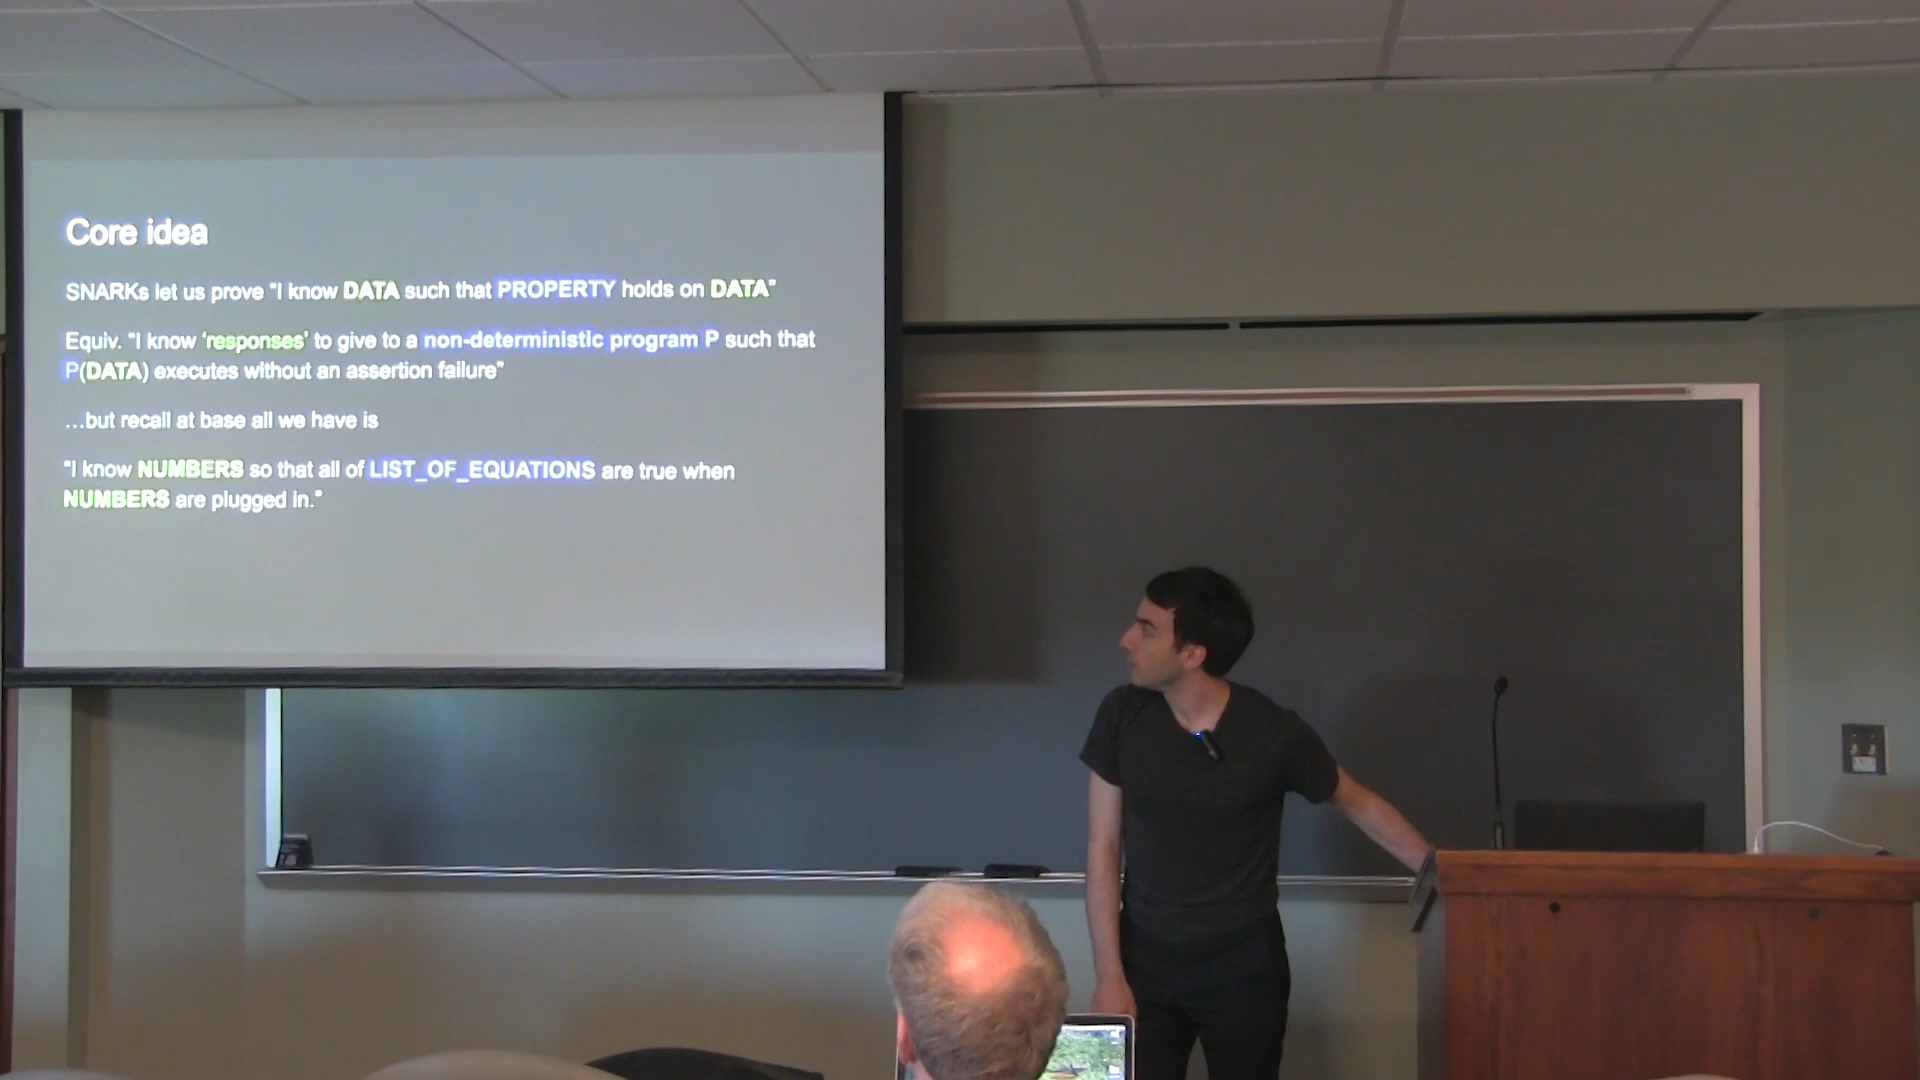 Core idea
SNARKs let us prove “I know DATA such that PROPERTY holds on DATA”
Equiv. “I know ‘responses’ to give to a non-deterministic program P such that
P(DATA) executes without an assertion failure”
…but recall at base all we have is
“I know NUMBERS so that all of LIST_OF_EQUATIONS are true when
NUMBERS are plugged in.”